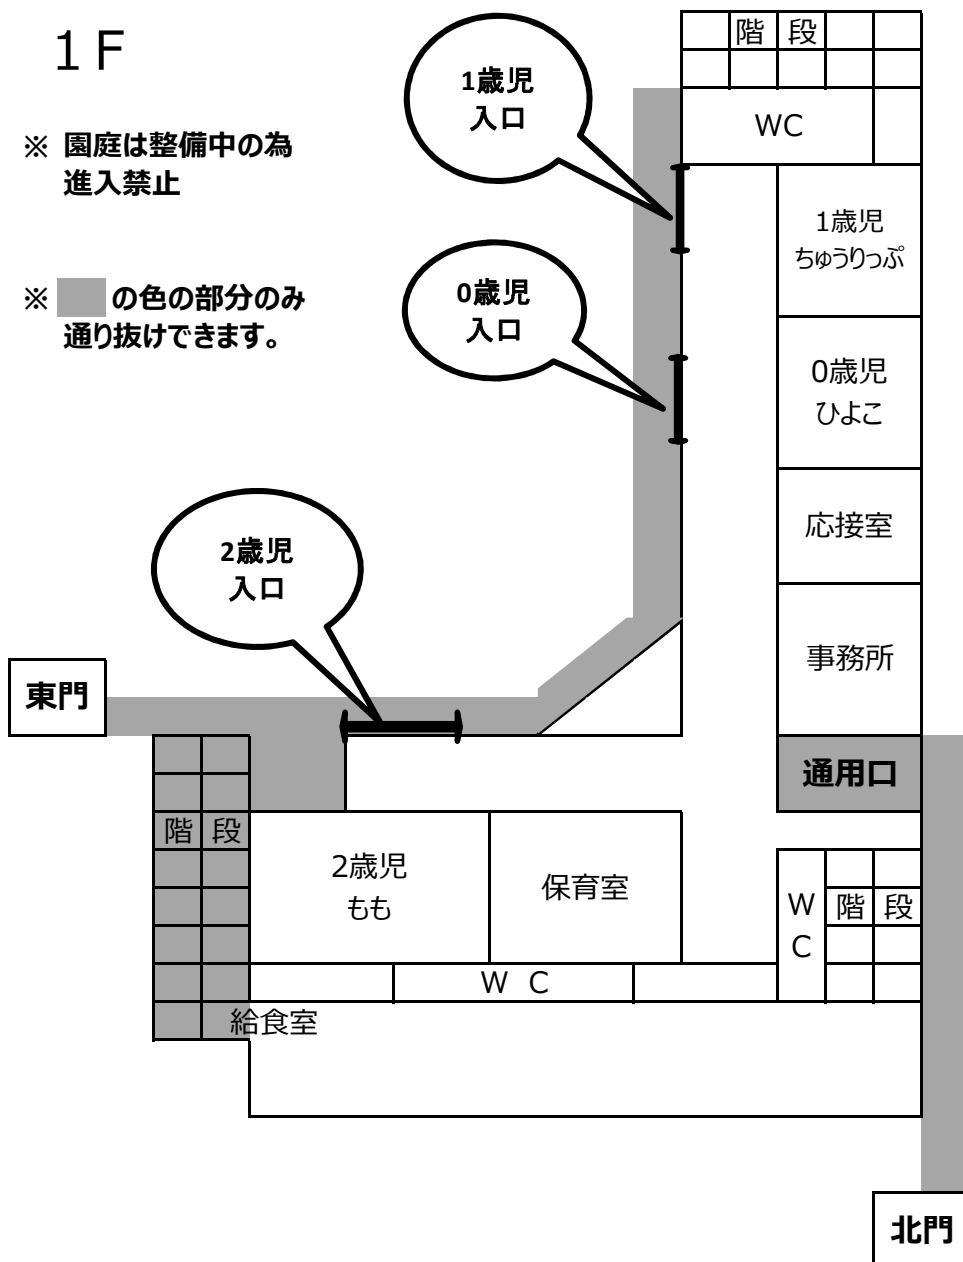 １F
※ 園庭は整備中の為
進入禁止
※ の色の部分のみ
通り抜けできます。
1歳児
入口
0歳児
入口
2歳児
入口
階 段
WC
1歳児
ちゅうりっぷ
0歳児
ひよこ
応接室
事務所
東門
通用口
階 段
2歳児
もも
保育室
W
C
階 段
W C
給食室
北門